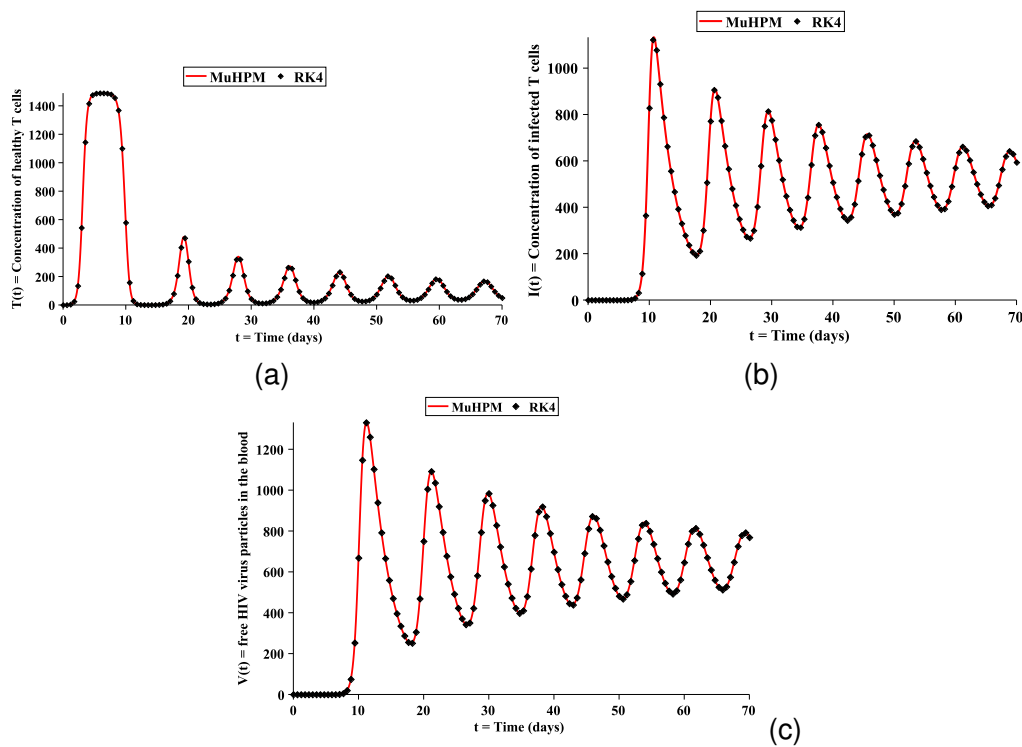 MuHPM RK4
T(t) = Concentration of healthy T cells
1400
1200
1000
800
600
400
200
0
0 10 20 30 40 50 60 70
t = Time (days)
(a)
MuHPM RK4
I(t) = Concentration of infected T cells
1000
800
600
400
200
0
0 10 20 30 40 50 60 70
t = Time (days)
(b)
MuHPM RK4
V(t) = free HIV virus particles in the blood
1200
1000
800
600
400
200
0
0 10 20 30 40 50 60 70
t = Time (days)
(c)